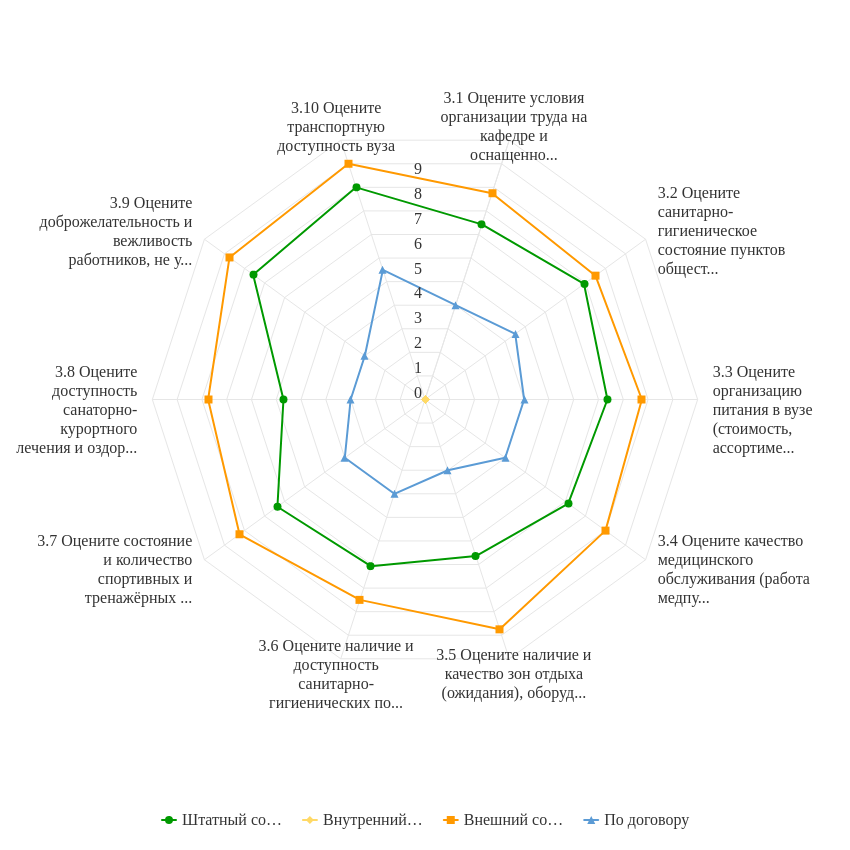 3.1 Оцените условия
организации труда на
кафедре и
оснащенно...
3.2 Оцените
санитарно-
гигиеническое
состояние пунктов
общест...
3.3 Оцените
организацию
питания в вузе
(стоимость,
ассортиме...
3.4 Оцените качество
медицинского
обслуживания (работа
медпу...
3.5 Оцените наличие и
качество зон отдыха
(ожидания), оборуд...
3.6 Оцените наличие и
доступность
санитарно-
гигиенических по...
3.7 Оцените состояние
и количество
спортивных и
тренажёрных ...
3.8 Оцените
доступность
санаторно-
курортного
лечения и оздор...
3.9 Оцените
доброжелательность и
вежливость
работников, не у...
3.10 Оцените
транспортную
доступность вуза
9
8
7
6
5
4
3
2
1
0
Штатный со…
Внутренний…
Внешний со…
По договору